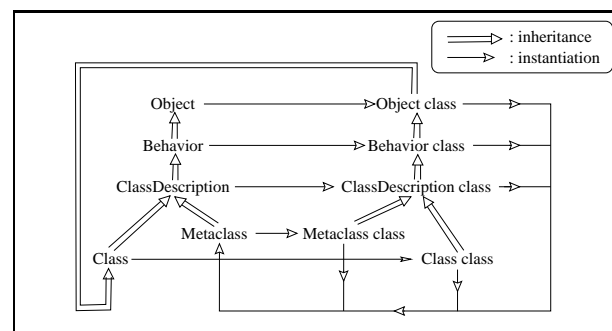 : inheritance
: instantiation
Object
Object class
Behavior
Behavior class
ClassDescription
ClassDescription class
Metaclass
Metaclass class
Class
Class class